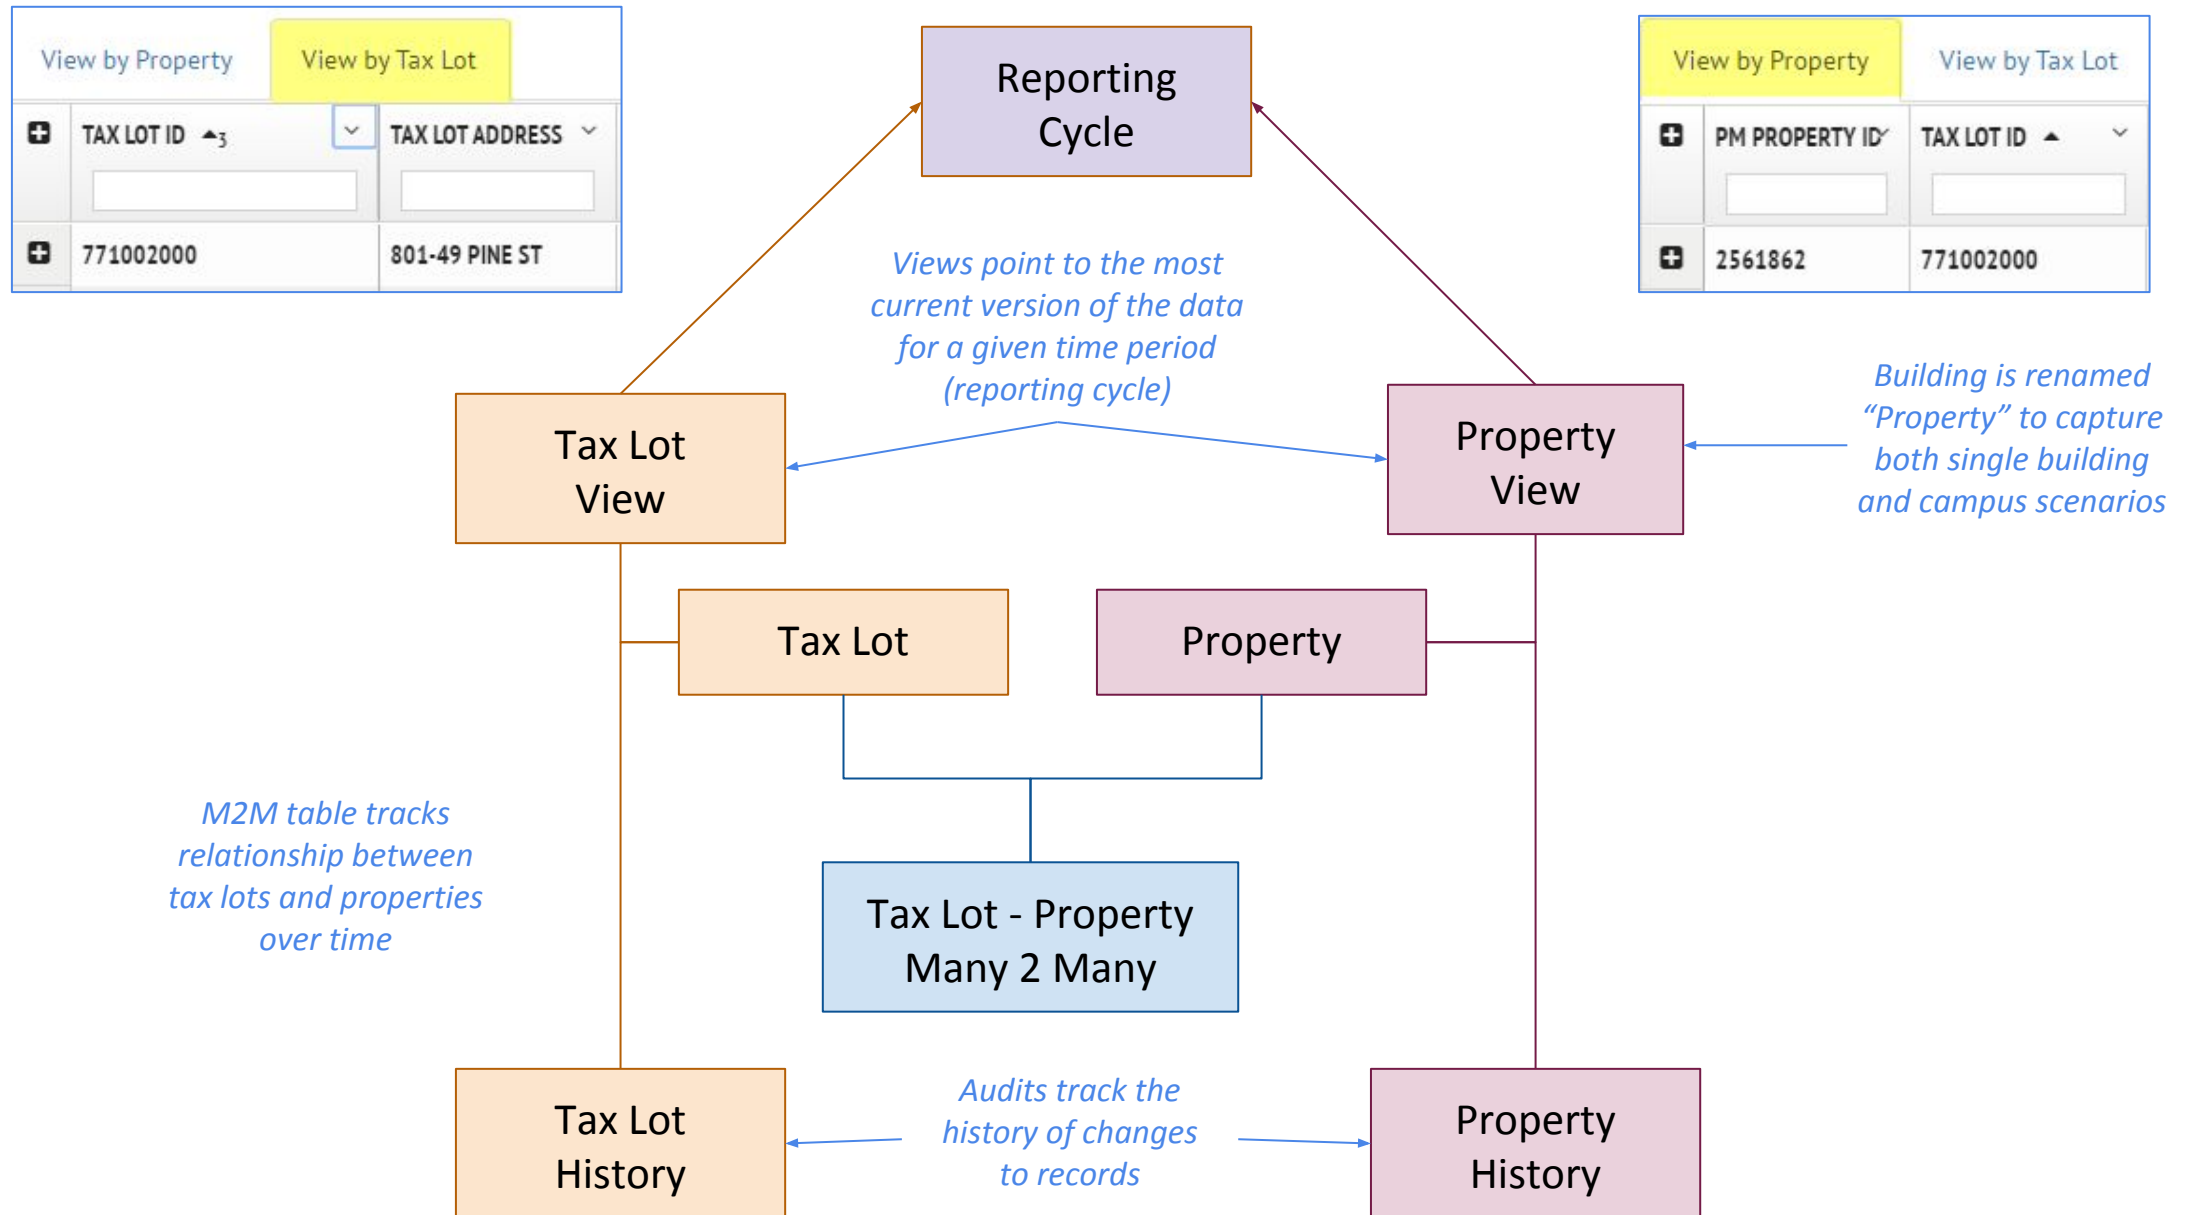 View by Property
View by Tax Lot
TAX LOT ID 3
TAX LOT ADDRESS
771002000
801-49 PINE ST
Reporting
Cycle
View by Property
View by Tax Lot
PM PROPERTY ID
TAX LOT ID
2561862
771002000
Views point to the most
current version of the data
for a given time period
(reporting cycle)
Building is renamed
“Property” to capture
both single building
and campus scenarios
Tax Lot
View
Property
View
Tax Lot
Property
M2M table tracks
relationship between
tax lots and properties
over time
Tax Lot - Property
Many 2 Many
Tax Lot
History
Audits track the
history of changes
to records
Property
History